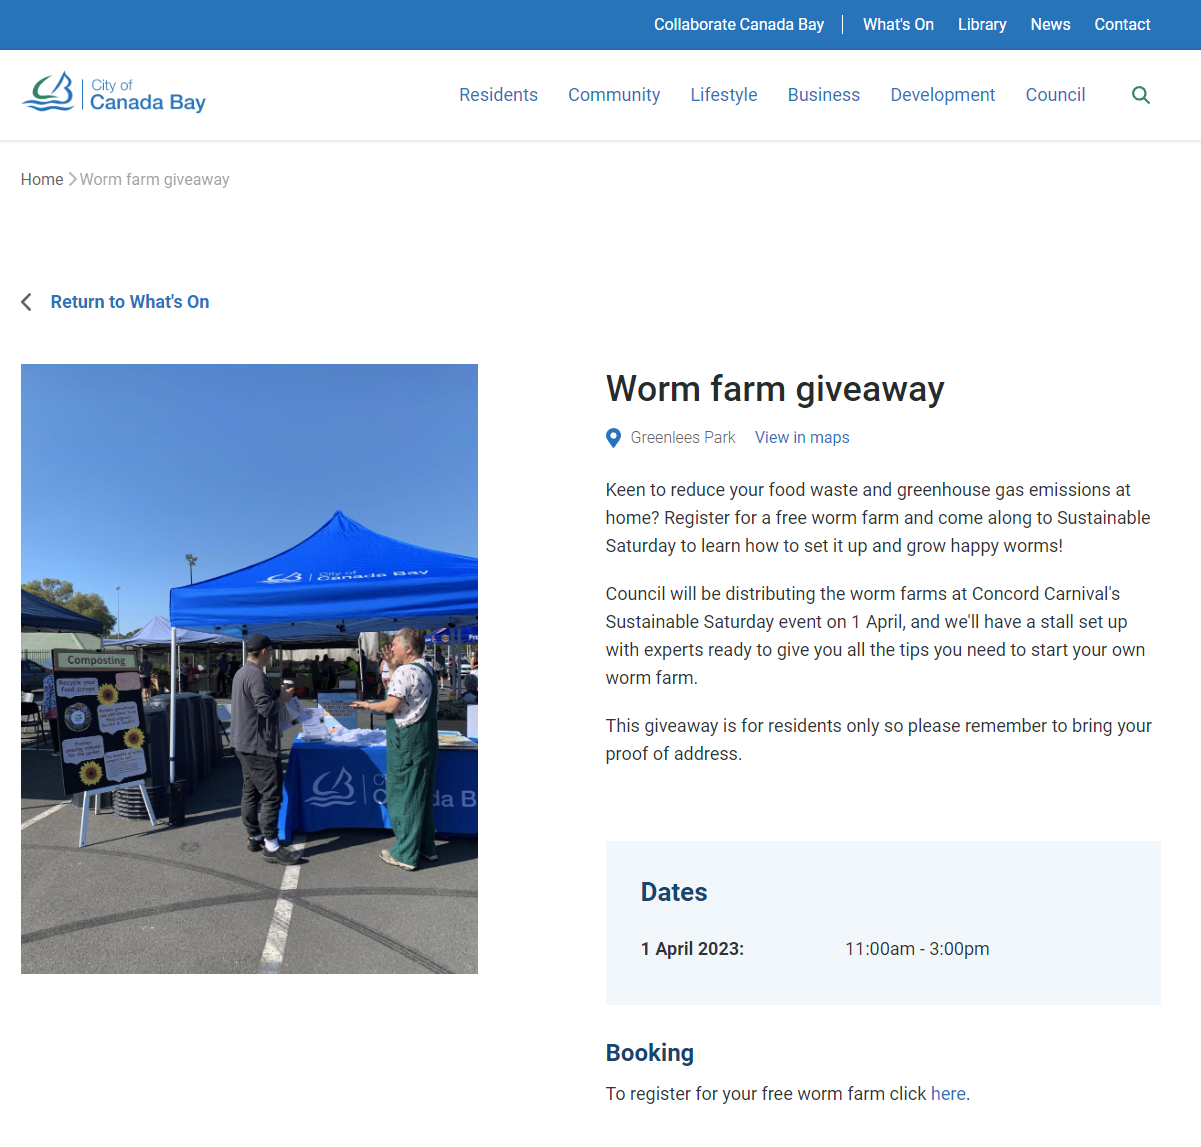 Collaborate Canada Bay
What's On
Library
News
Contact
City of
Canada Bay
Residents
Community
Lifestyle
Business
Development
Council
Home
Worm farm giveaway
Return to What's On
City of
Canada Bay
Composting
Recycle your
food scraps
Worm farm giveaway
Greenlees Park
View in maps
Keen to reduce your food waste and greenhouse gas emissions at
home? Register for a free worm farm and come along to Sustainable
Saturday to learn how to set it up and grow happy worms!
Council will be distributing the worm farms at Concord Carnival's
Sustainable Saturday event on 1 April, and we'll have a stall set up
with experts ready to give you all the tips you need to start your own
worm farm.
This giveaway is for residents only so please remember to bring your
proof of address.
Dates
1 April 2023:
11:00am - 3:00pm
Booking
To register for your free worm farm click here.